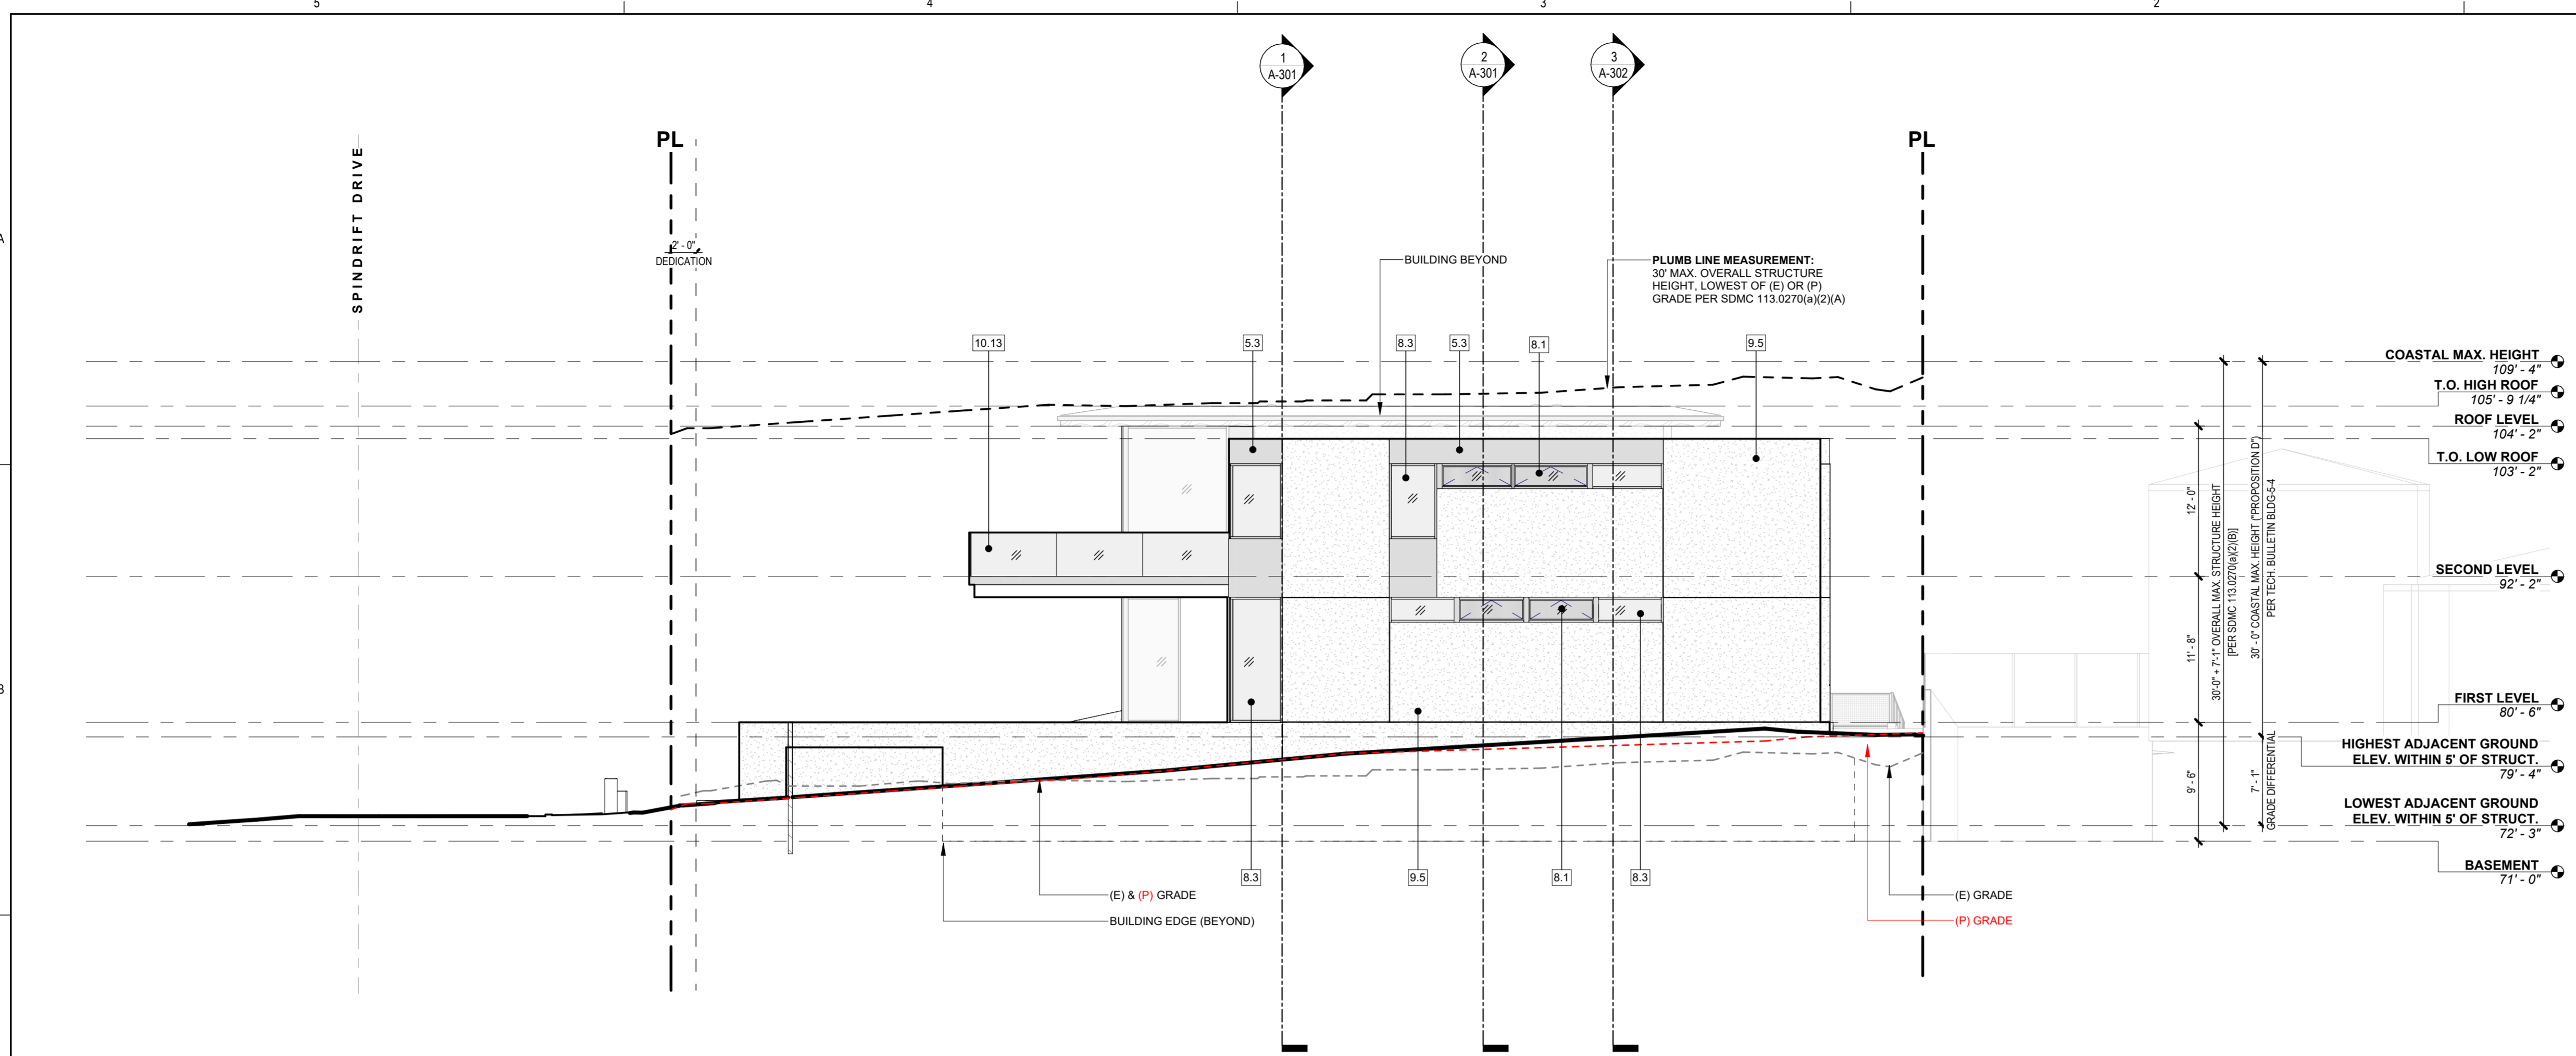 5
4
3
2
A
B
1
A-301
2
A-301
3
A-302
SPINDRIFT DRIVE
PL
PL
2' - 0"
DEDICATION
BUILDING BEYOND
PLUMB LINE MEASUREMENT:
30' MAX. OVERALL STRUCTURE
HEIGHT, LOWEST OF (E) OR (P)
GRADE PER SDMC 113.0270(a)(2)(A)
10.13
5.3
8.3
5.3
8.1
9.5
COASTAL MAX. HEIGHT
109' - 4"
T.O. HIGH ROOF
105' - 9 1/4"
ROOF LEVEL
104' - 2"
T.O. LOW ROOF
103' - 2"
SECOND LEVEL
92' - 2"
FIRST LEVEL
80' - 6"
HIGHEST ADJACENT GROUND
ELEV. WITHIN 5' OF STRUCT.
79' - 4"
LOWEST ADJACENT GROUND
ELEV. WITHIN 5' OF STRUCT.
72' - 3"
BASEMENT
71' - 0"
12' - 0"
11' - 8"
9' - 6"
30'-0" + 7'-1" OVERALL MAX. STRUCTURE HEIGHT
[PER SDMC 113.0270(a)(2)(B)]
30' - 0" COASTAL MAX. HEIGHT ("PROPOSITION D")
PER TECH. BULLETIN BLDG-5-4
7' - 1"
GRADE DIFFERENTIAL
8.3
9.5
8.1
8.3
(E) & (P) GRADE
BUILDING EDGE (BEYOND)
(E) GRADE
(P) GRADE